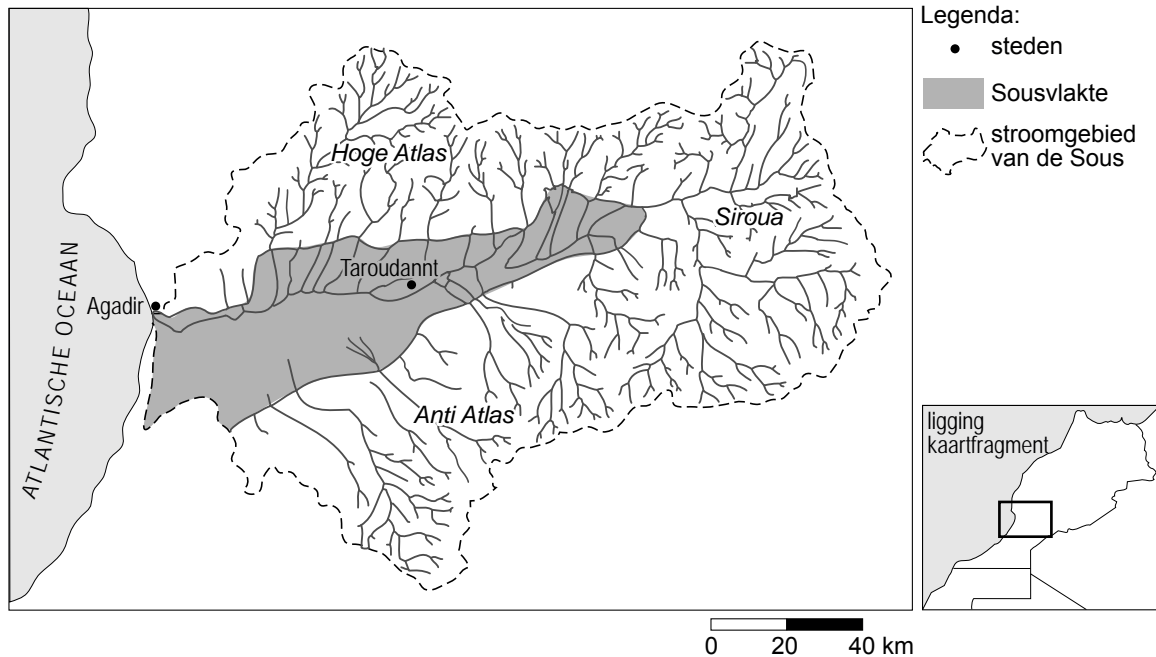 Legenda:
steden
Sousvlakte
stroomgebied
van de Sous
Hoge Atlas
Siroua
Taroudannt
Agadir
ATLANTISCHE OCEAAN
Anti Atlas
ligging
kaartfragment
0 20 40 km